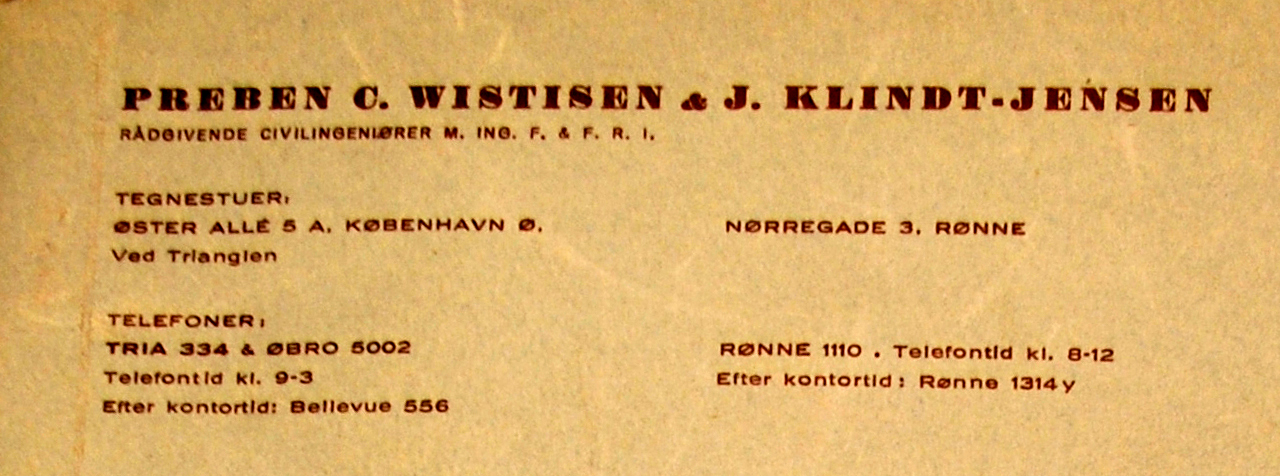 PREBEN C. WISTISEN & J. KLINDT-JENSEN
RÅDGIVENDE CIVILINGENIØRER M. ING. F. & F. R. I.
TEGNESTUER:
ØSTER ALLÉ 5 A, KØBENHAVN Ø. NØRREGADE 3, RØNNE
Ved Trianglen
TELEFONER:
TRIA 334 & ØBRO 5002 RØNNE 1110 . Telefontid kl. 8-12
Telefontid kl. 9-3 Efter kontortid: Rønne 1314y
Efter kontortid: Bellevue 556